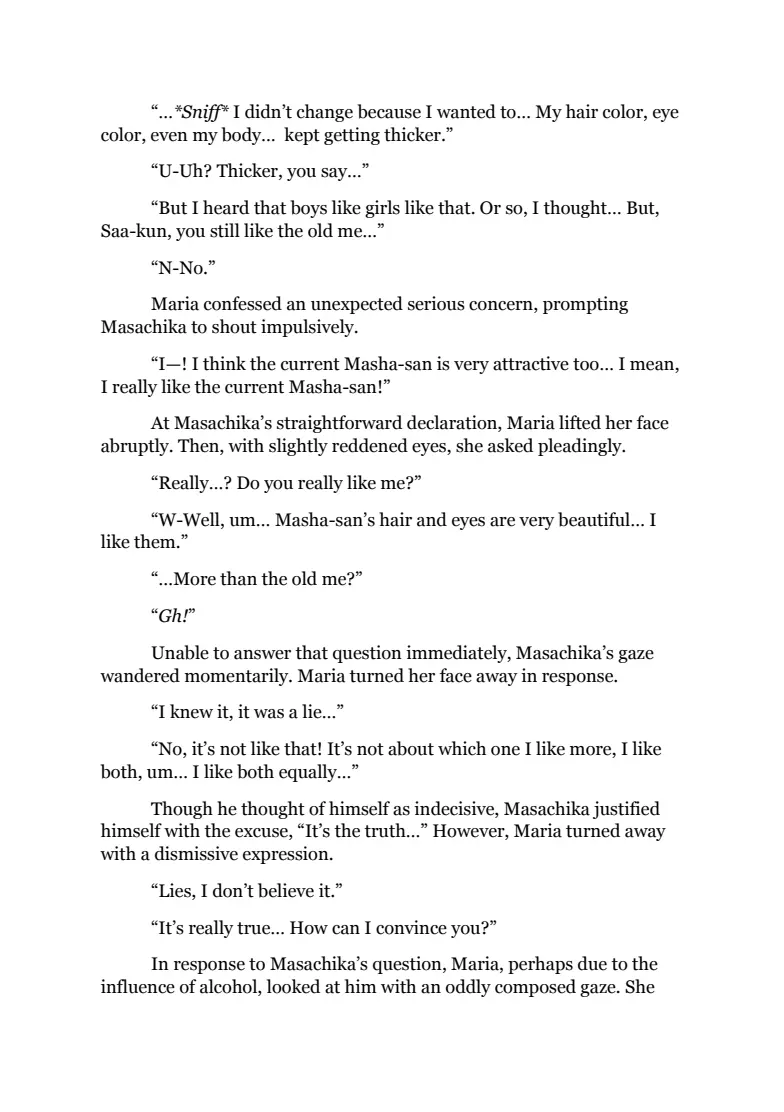 “...*Sniff* I didn’t change because I wanted to... My hair color, eye
color, even my body...  kept getting thicker.”
“U-Uh? Thicker, you say...”
“But I heard that boys like girls like that. Or so, I thought... But,
Saa-kun, you still like the old me...”
“N-No.”
Maria confessed an unexpected serious concern, prompting
Masachika to shout impulsively.
“I—! I think the current Masha-san is very attractive too... I mean,
I really like the current Masha-san!”
At Masachika’s straightforward declaration, Maria lifted her face
abruptly. Then, with slightly reddened eyes, she asked pleadingly.
“Really...? Do you really like me?”
“W-Well, um... Masha-san’s hair and eyes are very beautiful... I
like them.”
“...More than the old me?”
“Gh!”
Unable to answer that question immediately, Masachika’s gaze
wandered momentarily. Maria turned her face away in response.
“I knew it, it was a lie...”
“No, it’s not like that! It’s not about which one I like more, I like
both, um... I like both equally...”
Though he thought of himself as indecisive, Masachika justified
himself with the excuse, “It’s the truth...” However, Maria turned away
with a dismissive expression.
“Lies, I don’t believe it.”
“It’s really true... How can I convince you?”
In response to Masachika’s question, Maria, perhaps due to the
influence of alcohol, looked at him with an oddly composed gaze. She